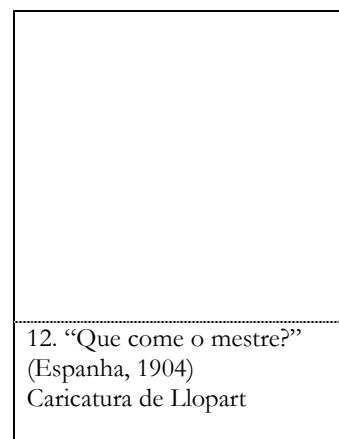 12. “Que come o mestre?”
(Espanha, 1904)
Caricatura de Llopart